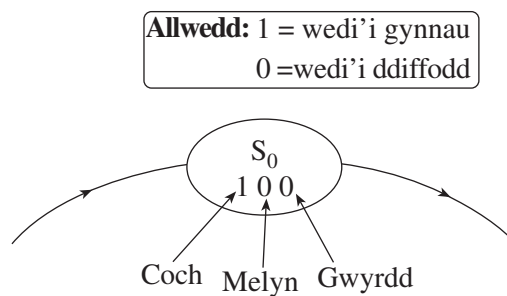 Allwedd: 1 = wedi’i gynnau
0 =wedi’i ddiffodd
S0
1 0 0
Coch Melyn Gwyrdd